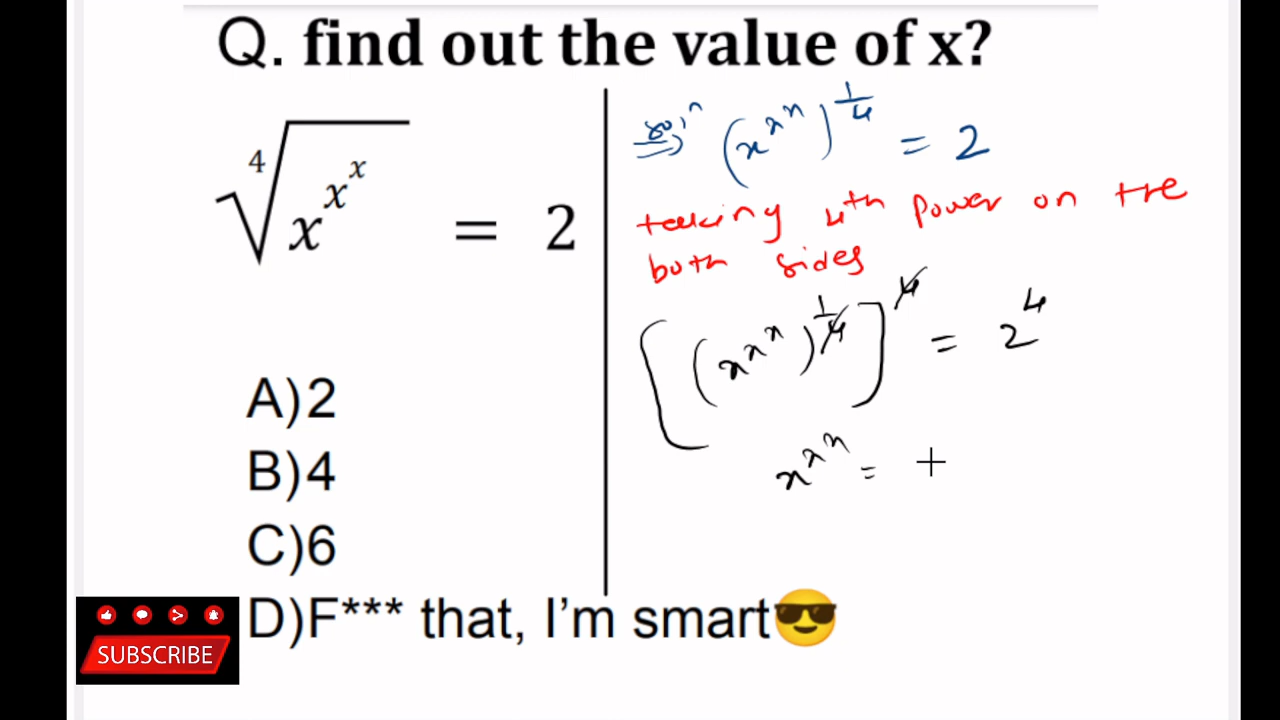 Q. find out the value of x?
∜(x^x^x) = 2
A)2
B)4
C)6
D)F*** that, I'm smart😎
SUBSCRIBE
solⁿ (x^x^x)^1/4 = 2
taking 4th power on the
both sides
[(x^x^x)^1/4]^4 = 2^4
x^x^x =